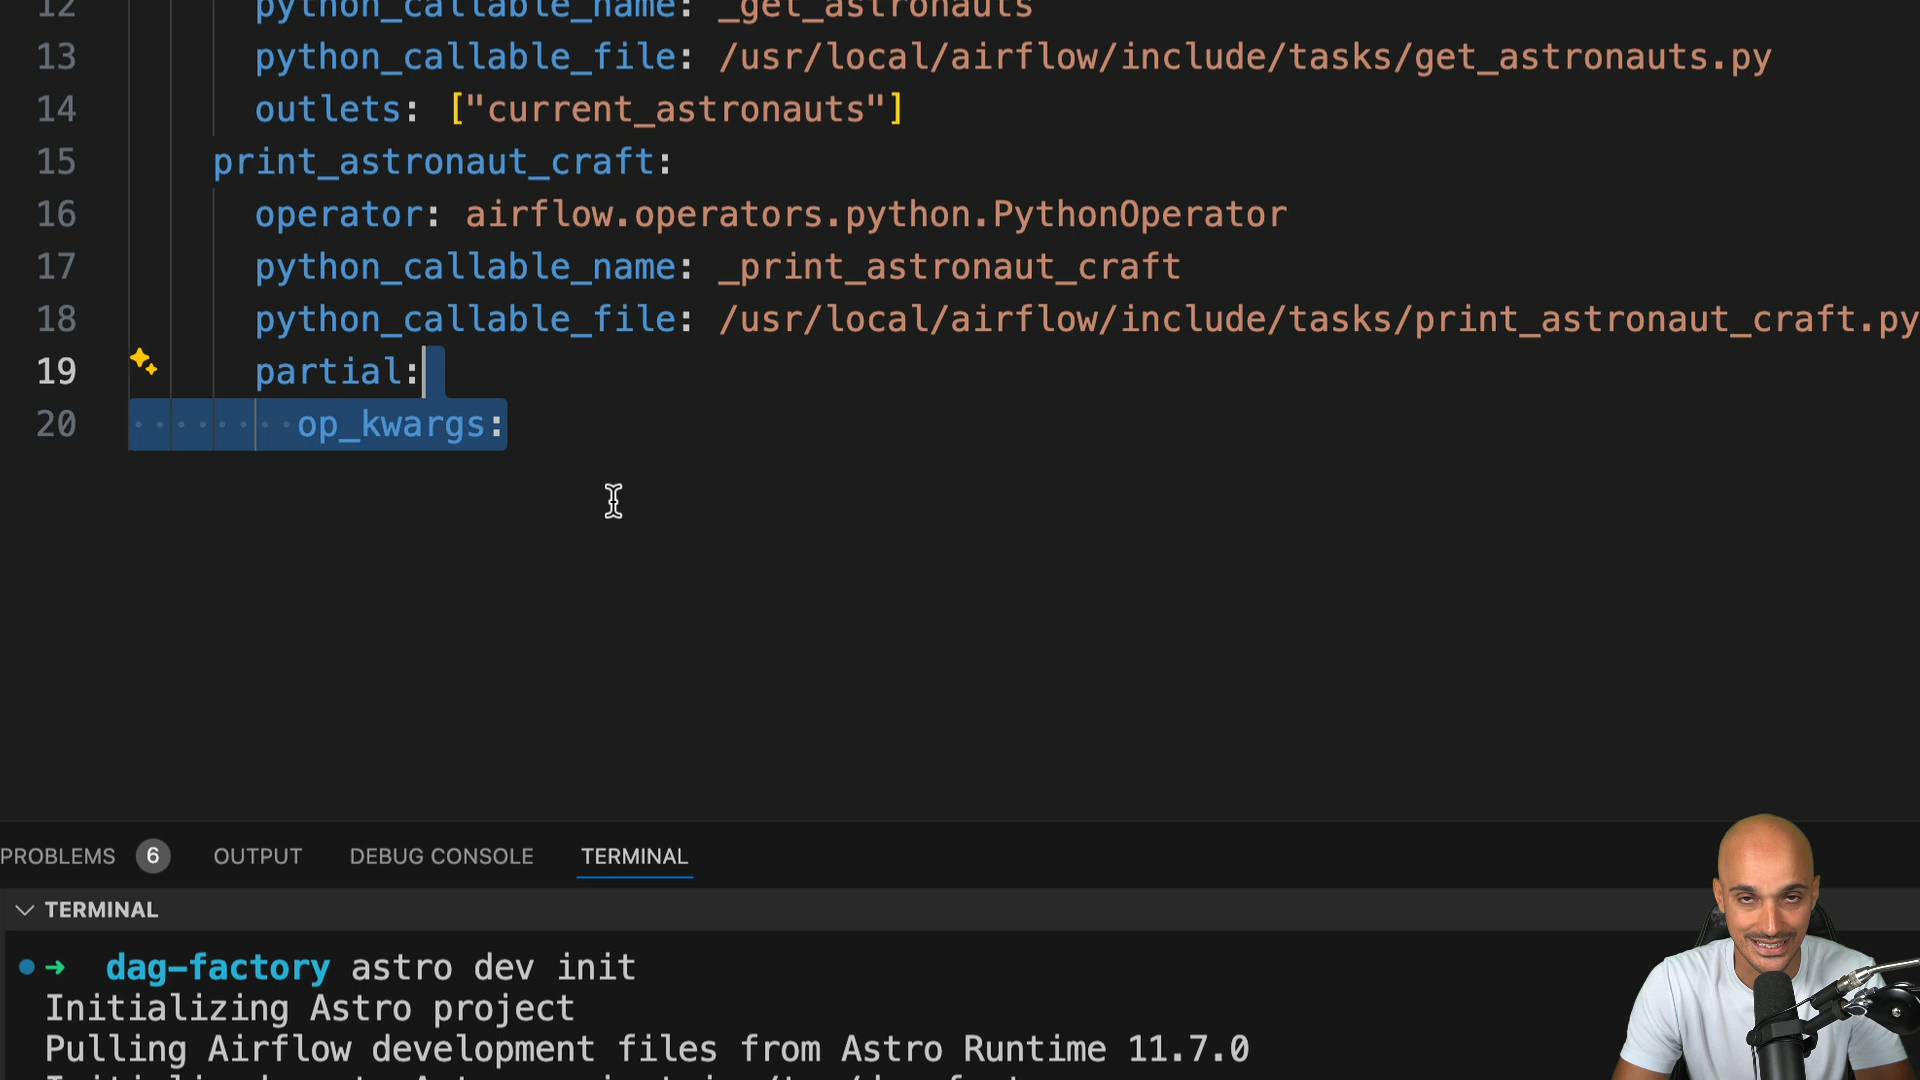 12 python_callable_name: _get_astronauts
13 python_callable_file: /usr/local/airflow/include/tasks/get_astronauts.py
14 outlets: ["current_astronauts"]
15 print_astronaut_craft:
16 operator: airflow.operators.python.PythonOperator
17 python_callable_name: _print_astronaut_craft
18 python_callable_file: /usr/local/airflow/include/tasks/print_astronaut_craft.py
19 partial:
20 op_kwargs:
PROBLEMS 6 OUTPUT DEBUG CONSOLE TERMINAL
TERMINAL
➜ dag-factory astro dev init
Initializing Astro project
Pulling Airflow development files from Astro Runtime 11.7.0